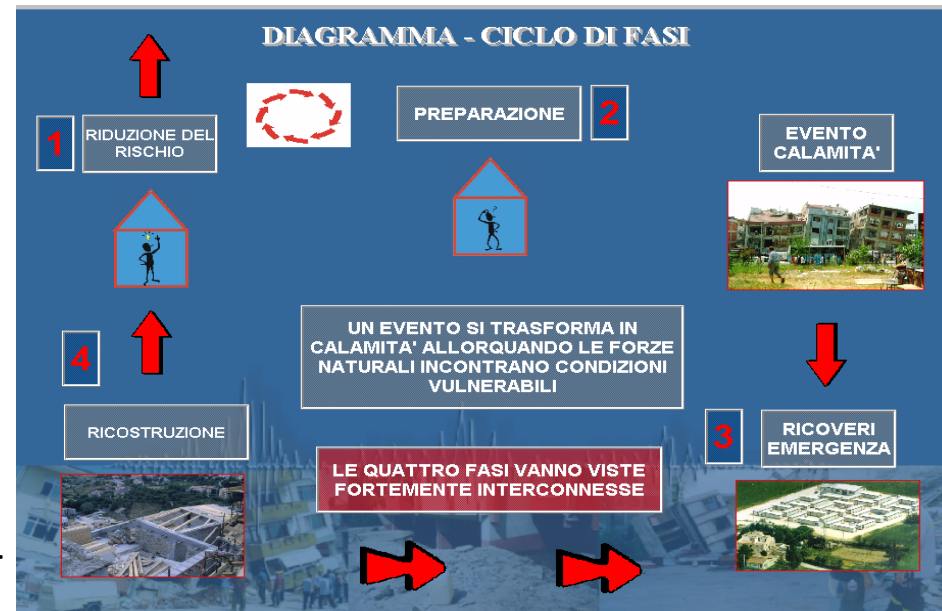 DIAGRAMMA - CICLO DI FASI
1
RIDUZIONE DEL
RISCHIO
PREPARAZIONE
2
EVENTO
CALAMITA'
UN EVENTO SI TRASFORMA IN
CALAMITA' ALLORQUANDO LE FORZE
NATURALI INCONTRANO CONDIZIONI
VULNERABILI
4
RICOSTRUZIONE
3
RICOVERI
EMERGENZA
LE QUATTRO FASI VANNO VISTE
FORTEMENTE INTERCONNESSE